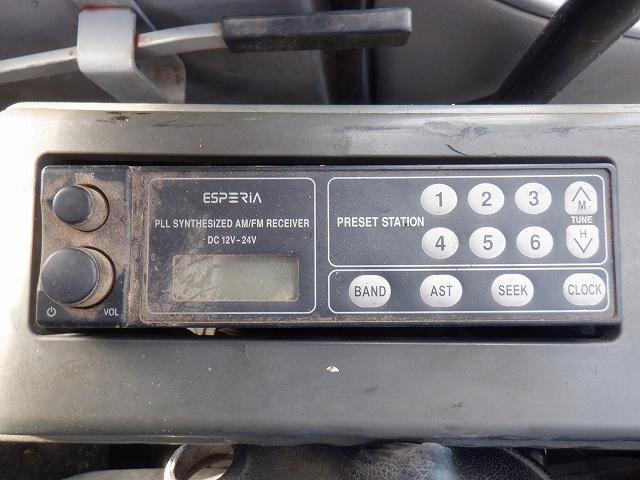 TONE
VOL
ESPERIA
PLL SYNTHESIZED AM/FM RECEIVER
DC 12V-24V
PRESET STATION
1 2 3
4 5 6
M
TUNE
H
BAND AST SEEK CLOCK